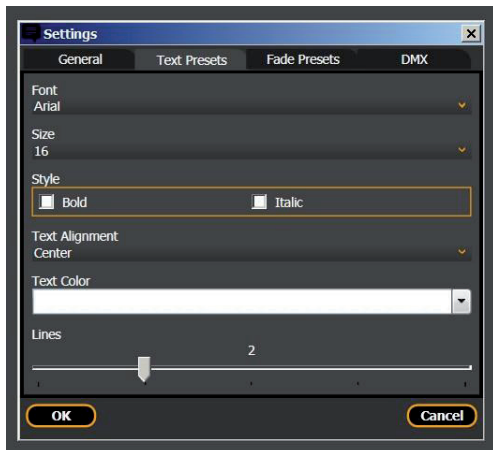 Settings
General Text Presets Fade Presets DMX
Font
Arial
Size
16
Style
Bold Italic
Text Alignment
Center
Text Color
Lines
2
OK Cancel